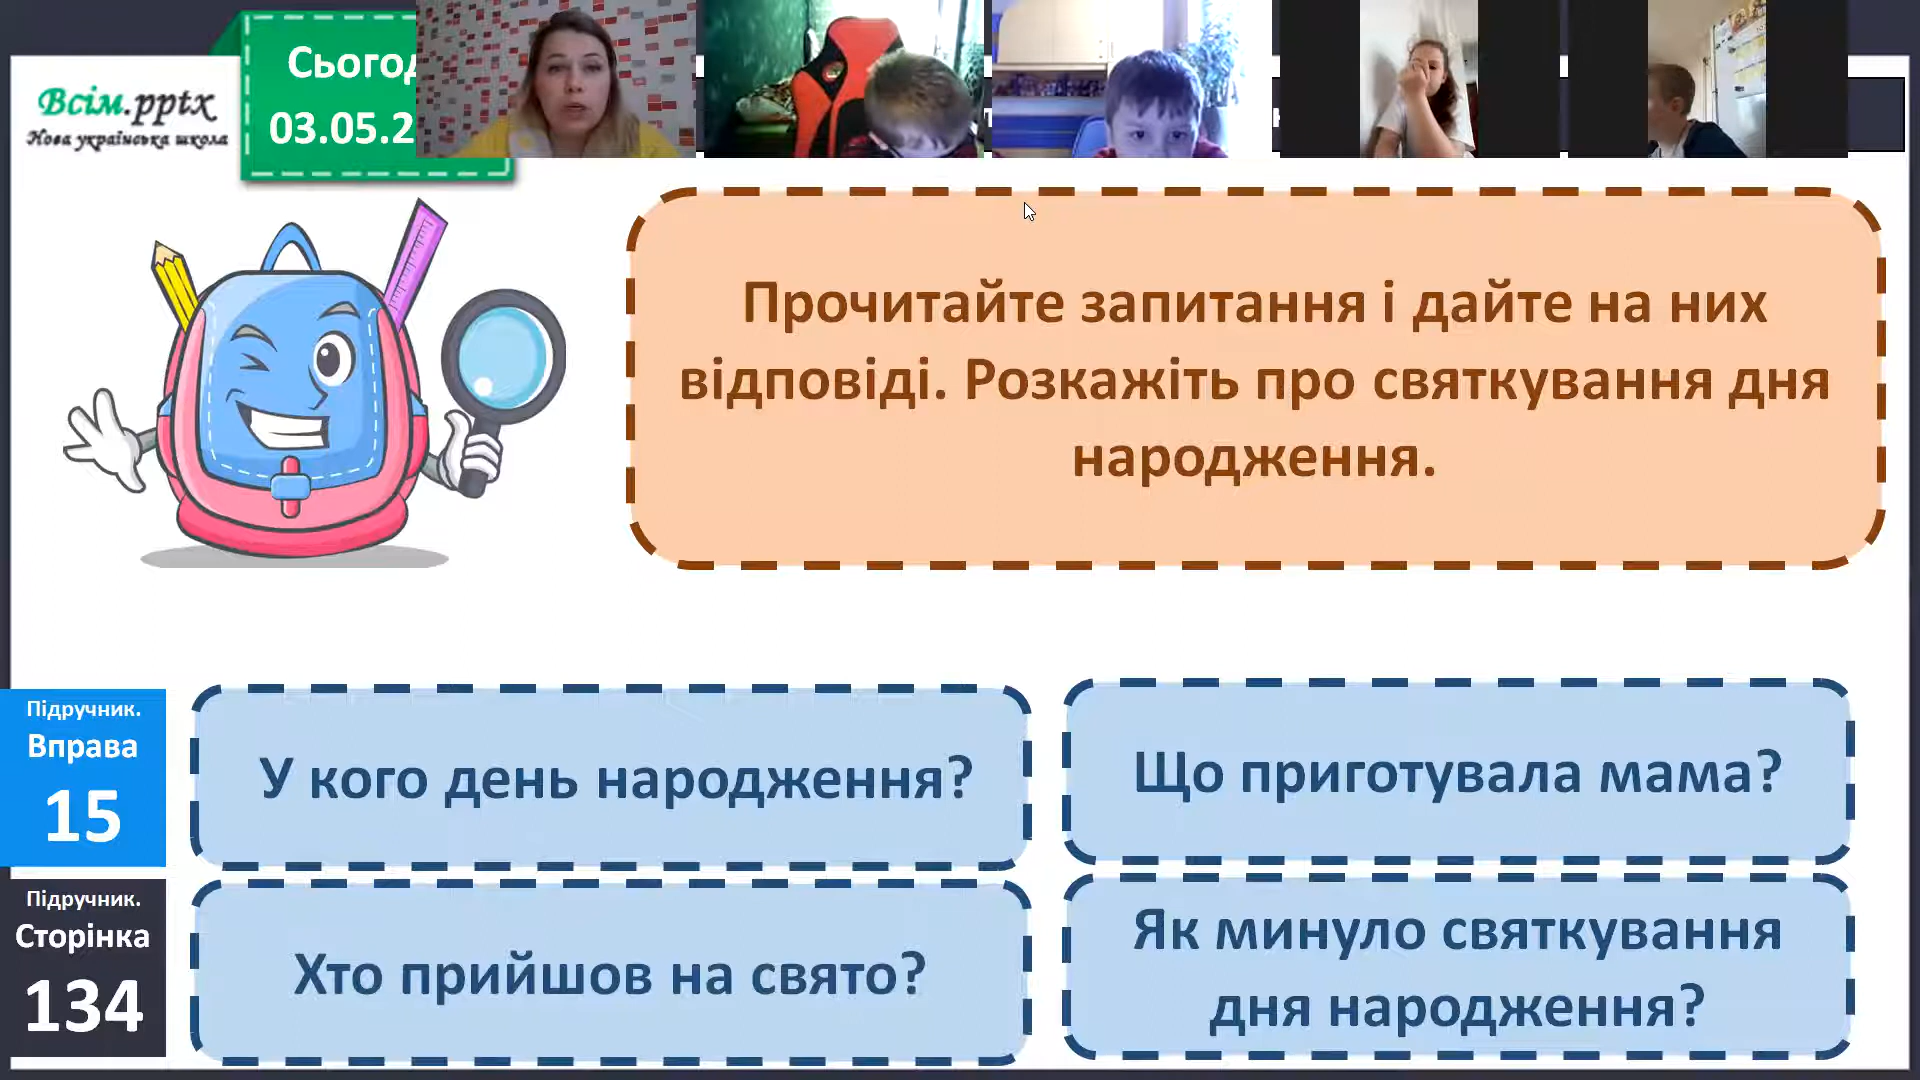 Всім.pptx
Нова українська школа
03.05.2
Прочитайте запитання і дайте на них
відповіді. Розкажіть про святкування дня
народження.
Підручник.
Вправа
15
У кого день народження?
Що приготувала мама?
Підручник.
Сторінка
134
Хто прийшов на свято?
Як минуло святкування
дня народження?